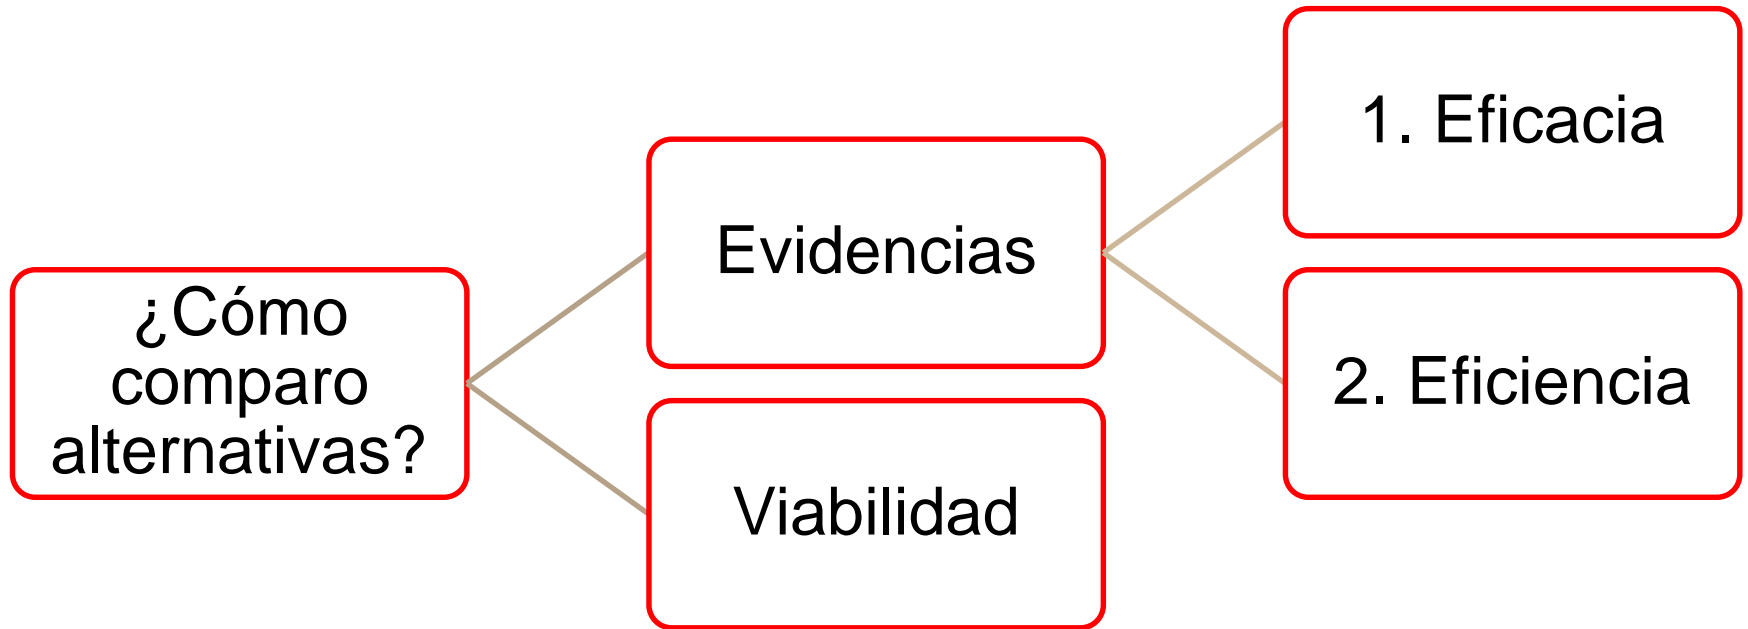 ¿Cómo
comparo
alternativas?
Evidencias
Viabilidad
1. Eficacia
2. Eficiencia